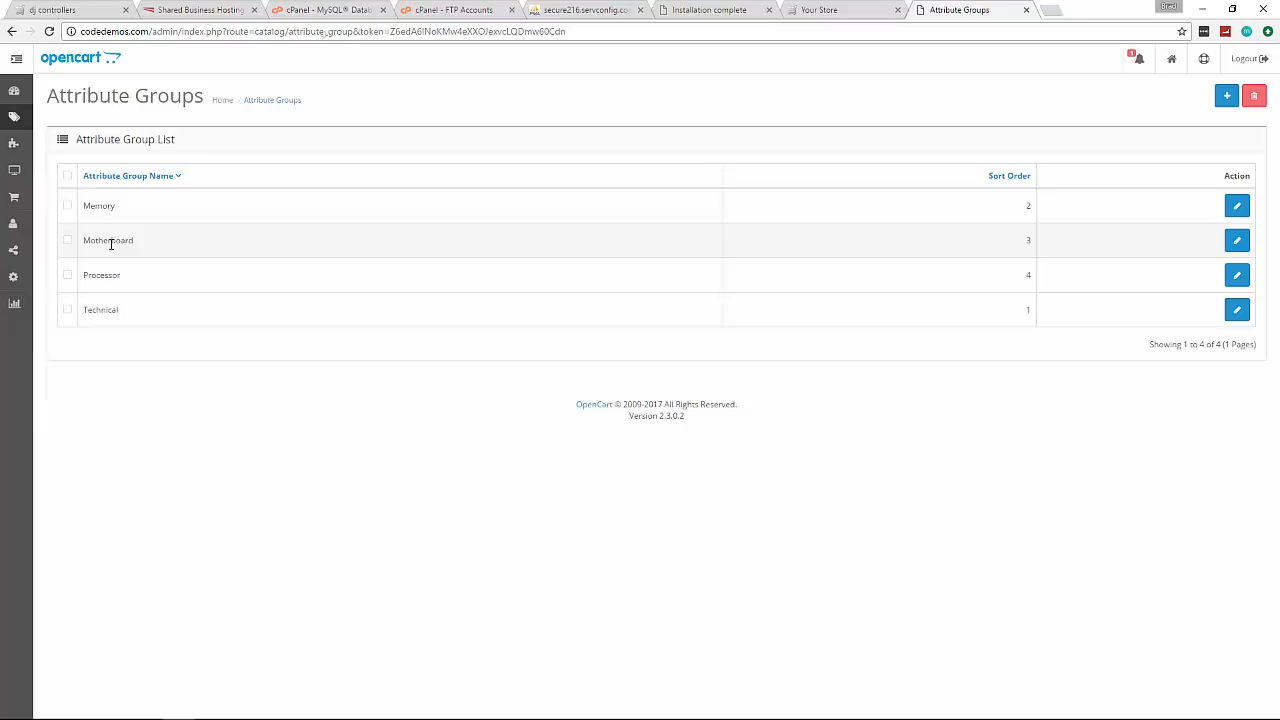 dj controllers
Shared Business Hosting
cPanel - MySQL® Datab
cPanel - FTP Accounts
secure216.servconfig.co
Installation complete
Your Store
Attribute Groups
Brad
codedemos.com/admin/index.php?route=catalog/attribute_group&token=Z6edA6INoKMw4eXXOJexvcLQDmw60Cdn
opencart
1
Logout
Attribute Groups
Home / Attribute Groups
Attribute Group List
Attribute Group Name
Sort Order
Action
Memory
2
Motherboard
3
Processor
4
Technical
1
Showing 1 to 4 of 4 (1 Pages)
OpenCart © 2009-2017 All Rights Reserved.
Version 2.3.0.2